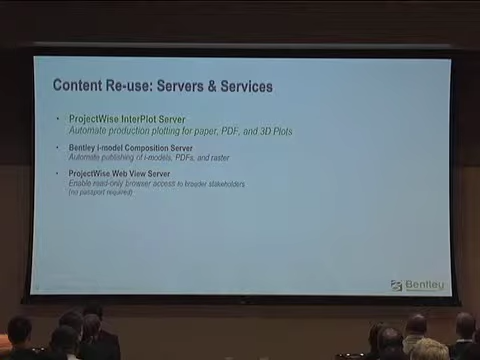 Content Re-use: Servers & Services
• ProjectWise InterPlot Server
Automate production plotting for paper, PDF, and 3D Plots
• Bentley i-model Composition Server
Automate publishing of i-models, PDFs, and raster
• ProjectWise Web View Server
Enable read-only browser access to broader stakeholders
(no passport required)
Bentley